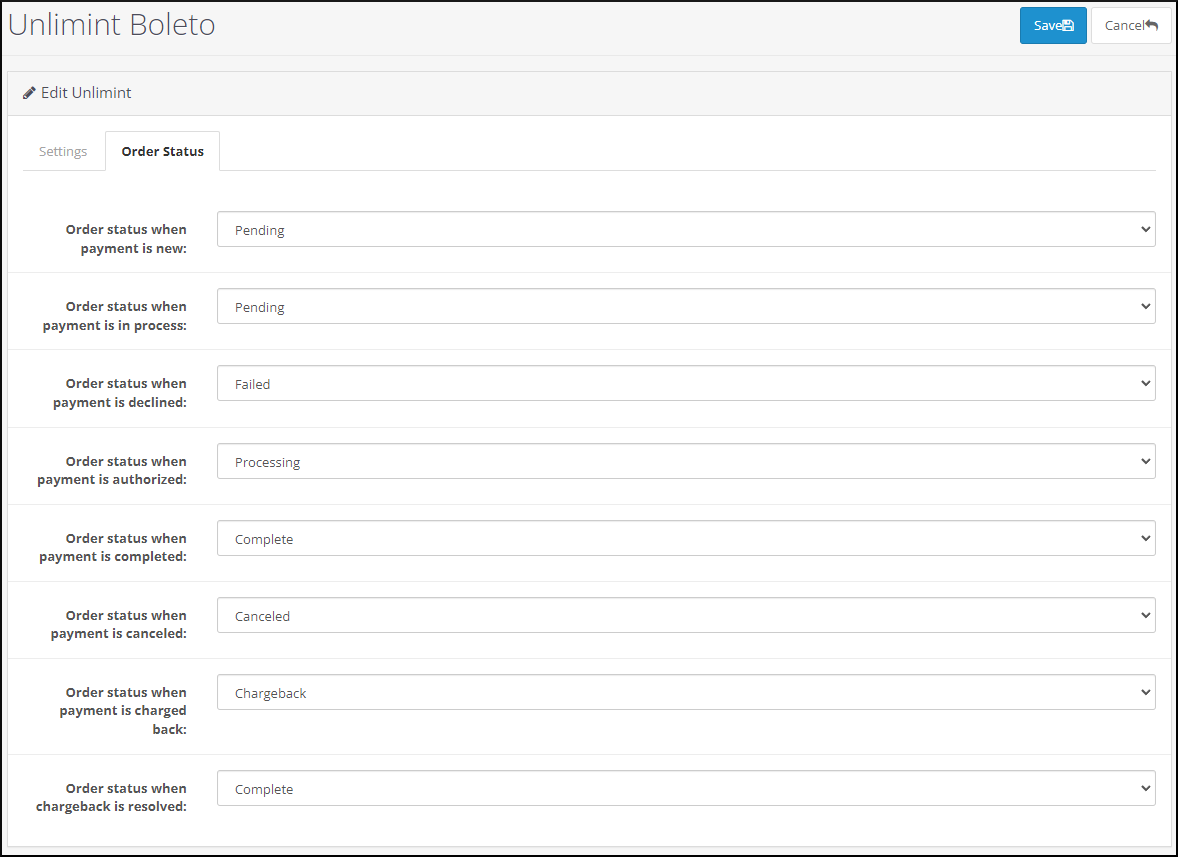 Unlimint Boleto
Save
Cancel
Edit Unlimint
Settings
Order Status
Order status when
payment is new:
Pending
Order status when
payment is in process:
Pending
Order status when
payment is declined:
Failed
Order status when
payment is authorized:
Processing
Order status when
payment is completed:
Complete
Order status when
payment is canceled:
Canceled
Order status when
payment is charged
back:
Chargeback
Order status when
chargeback is resolved:
Complete